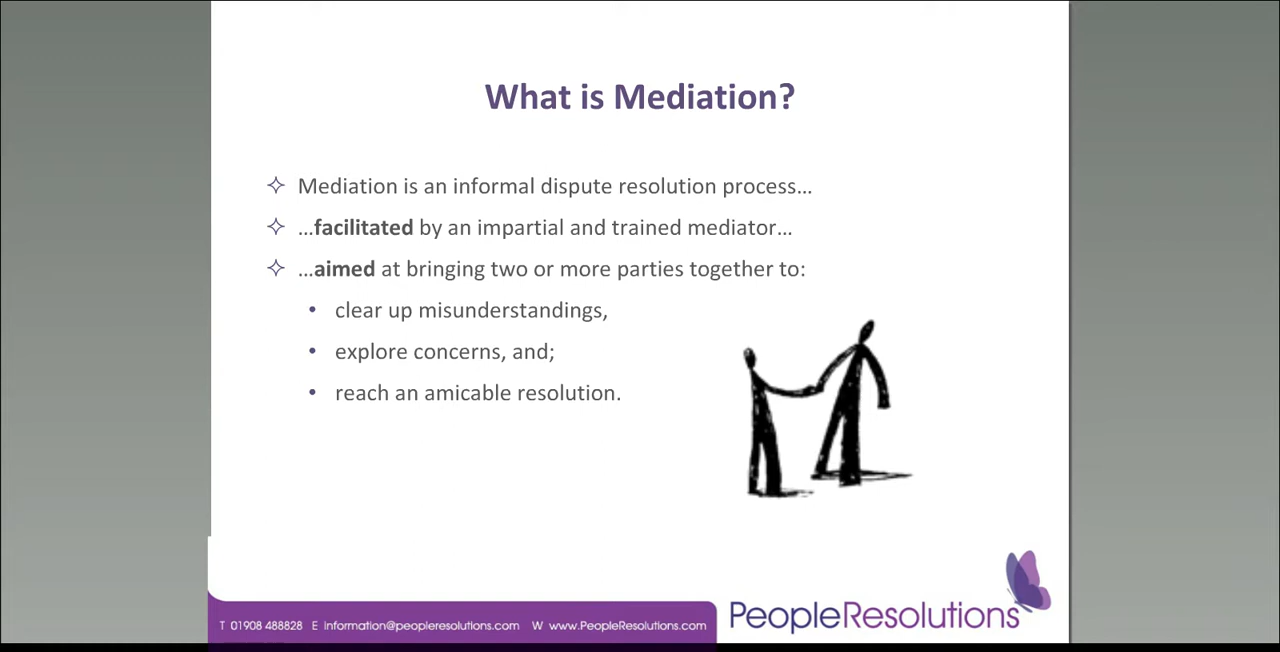 What is Mediation?
Mediation is an informal dispute resolution process...
...facilitated by an impartial and trained mediator...
...aimed at bringing two or more parties together to:
• clear up misunderstandings,
• explore concerns, and;
• reach an amicable resolution.
T 01908 488828 E information@peopleresolutions.com W www.PeopleResolutions.com
PeopleResolutions